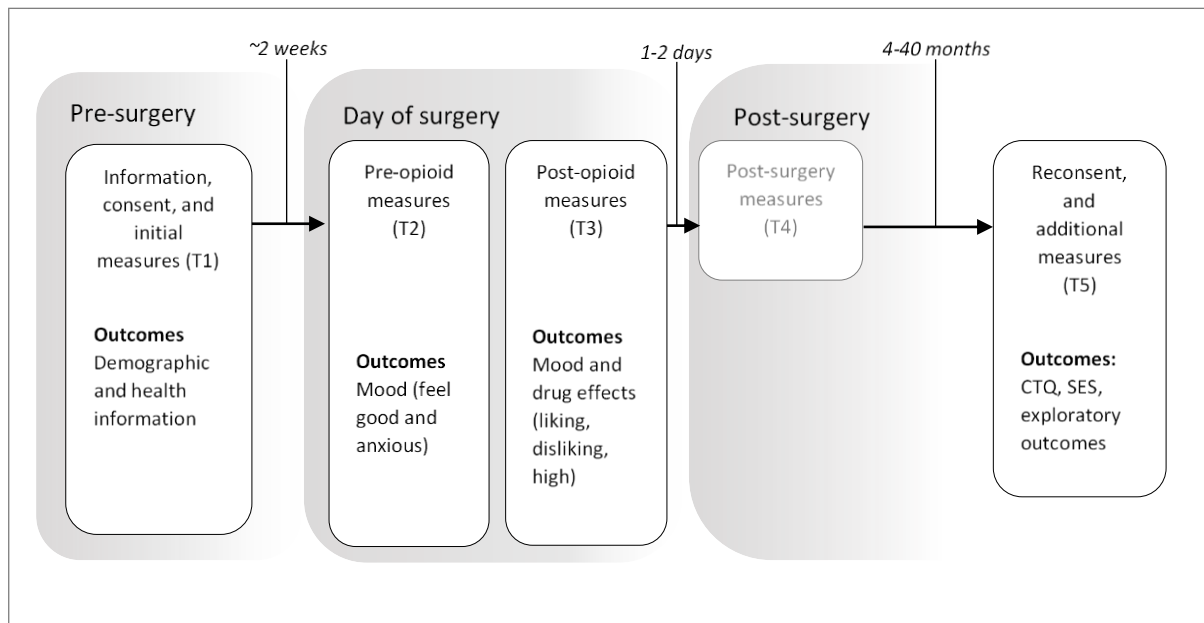 ~2 weeks
1-2 days
4-40 months
Pre-surgery
Day of surgery
Post-surgery
Information,
consent, and
initial
measures (T1)
Outcomes
Demographic
and health
information
Pre-opioid
measures
(T2)
Outcomes
Mood (feel
good and
anxious)
Post-opioid
measures
(T3)
Outcomes
Mood and
drug effects
(liking,
disliking,
high)
Post-surgery
measures
(T4)
Reconsent,
and
additional
measures
(T5)
Outcomes:
CTQ, SES,
exploratory
outcomes